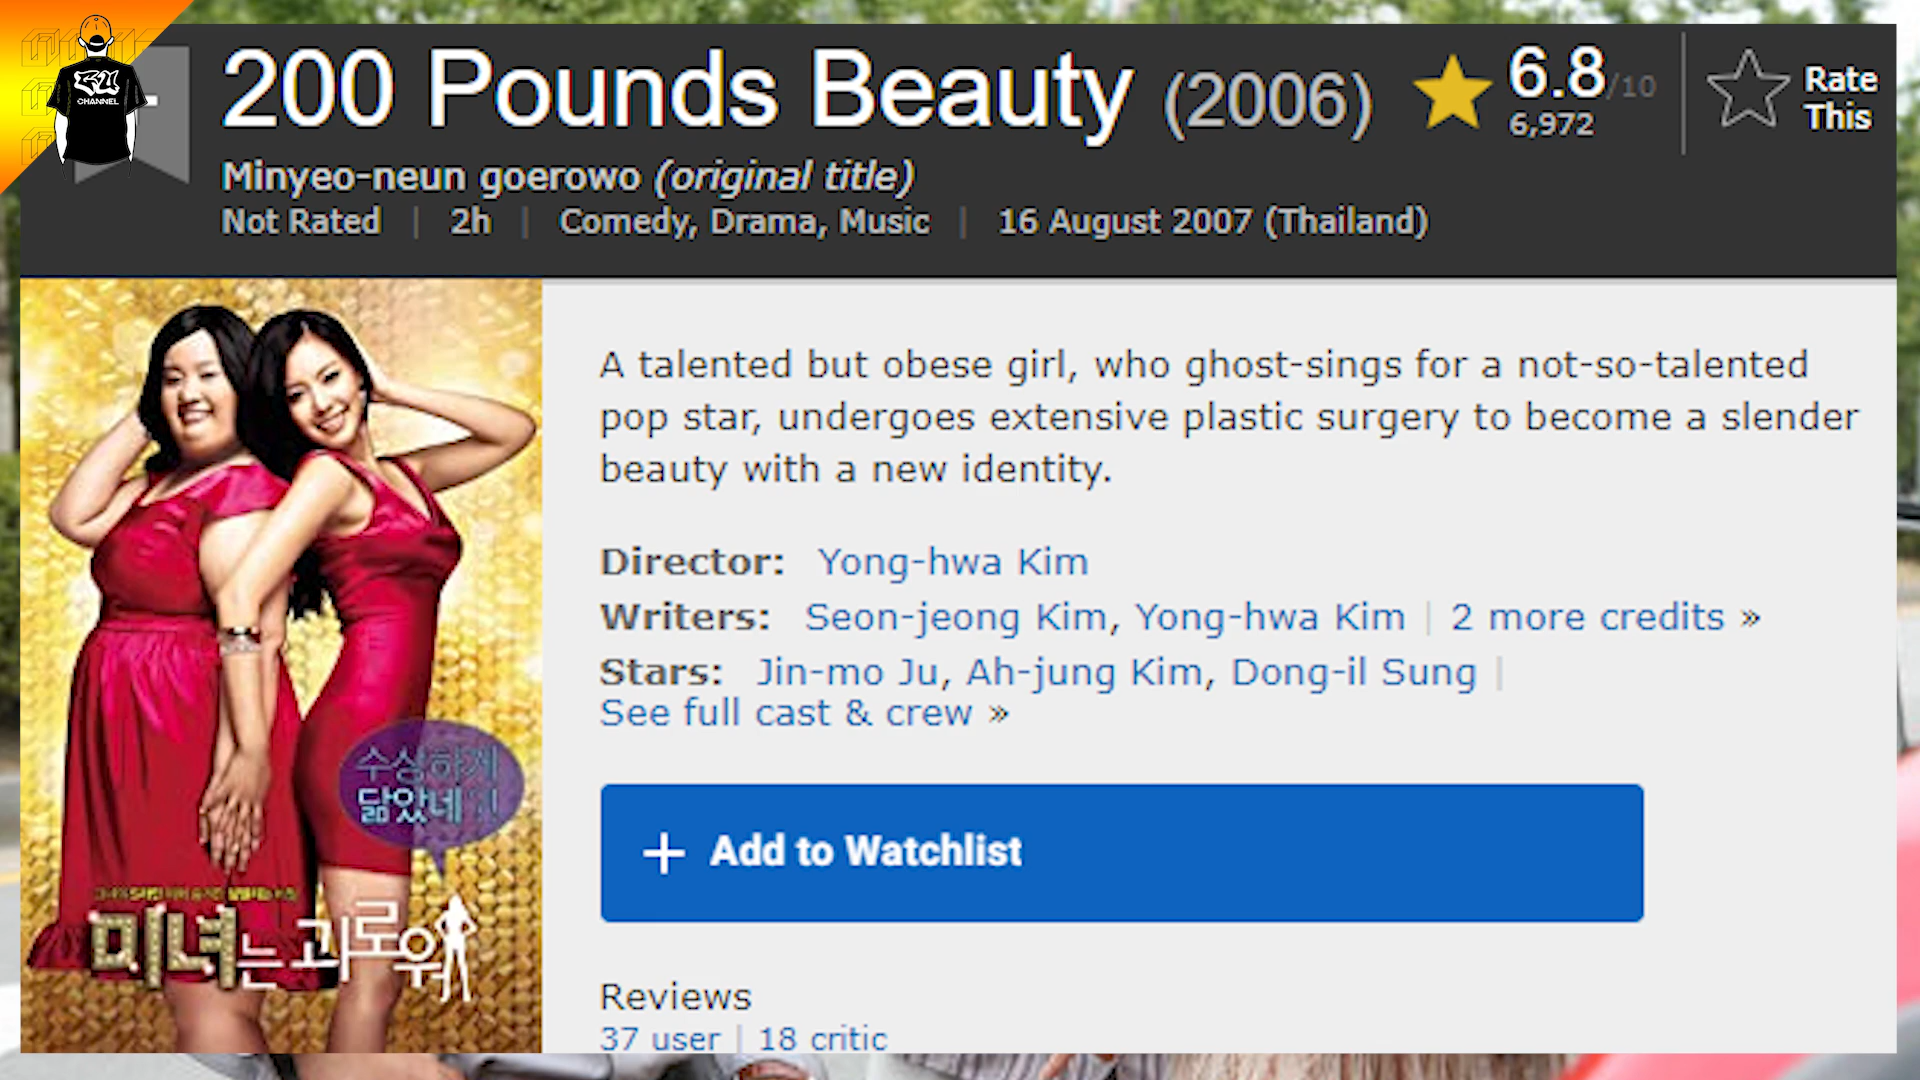 CHANNEL
200 Pounds Beauty (2006)
6.8/10
6,972
Rate
This
Minyeo-neun goerowo (original title)
Not Rated | 2h | Comedy, Drama, Music | 16 August 2007 (Thailand)
A talented but obese girl, who ghost-sings for a not-so-talented
pop star, undergoes extensive plastic surgery to become a slender
beauty with a new identity.
Director: Yong-hwa Kim
Writers: Seon-jeong Kim, Yong-hwa Kim | 2 more credits »
Stars: Jin-mo Ju, Ah-jung Kim, Dong-il Sung |
See full cast & crew »
수상하게
닮았네
미녀는 괴로워
+ Add to Watchlist
Reviews
37 user | 18 critic